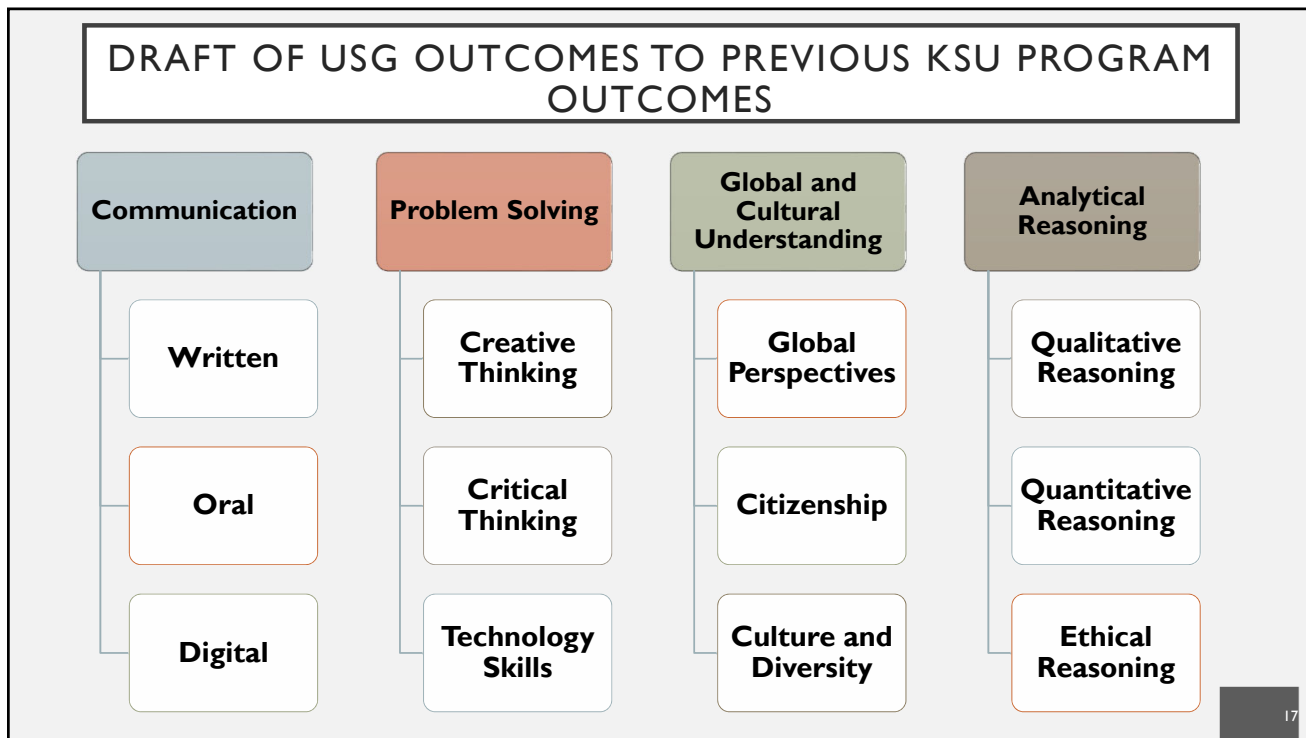 DRAFT OF USG OUTCOMES TO PREVIOUS KSU PROGRAM
OUTCOMES
Communication
Written
Oral
Digital
Problem Solving
Creative
Thinking
Critical
Thinking
Technology
Skills
Global and
Cultural
Understanding
Global
Perspectives
Citizenship
Culture and
Diversity
Analytical
Reasoning
Qualitative
Reasoning
Quantitative
Reasoning
Ethical
Reasoning
17